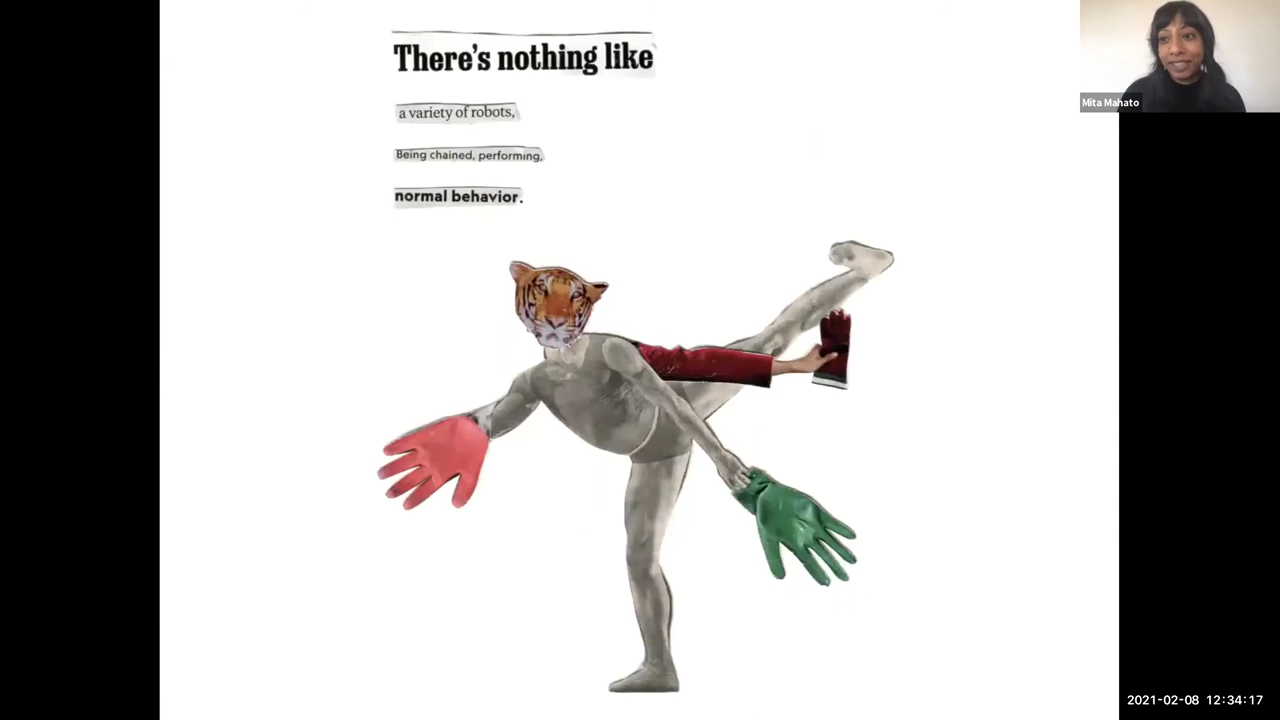 There's nothing like
a variety of robots,
Being chained, performing,
normal behavior.
Mita Mahato
2021-02-08 12:34:17